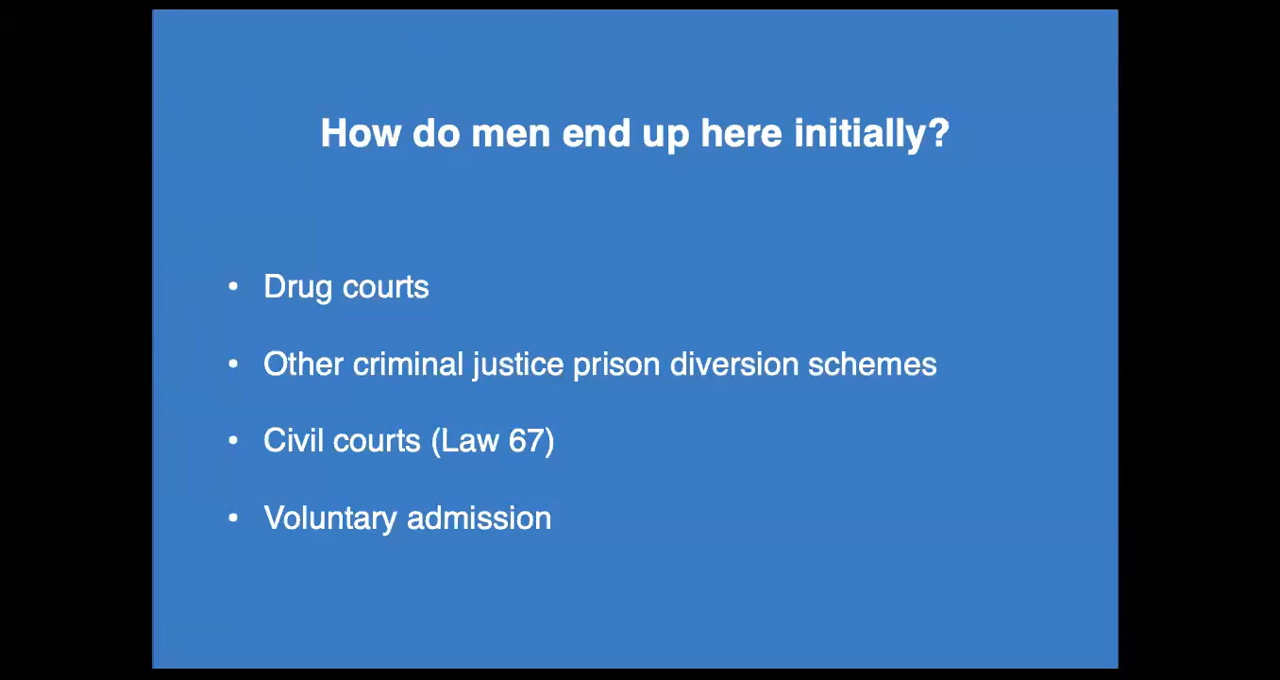 How do men end up here initially?
• Drug courts
• Other criminal justice prison diversion schemes
• Civil courts (Law 67)
• Voluntary admission